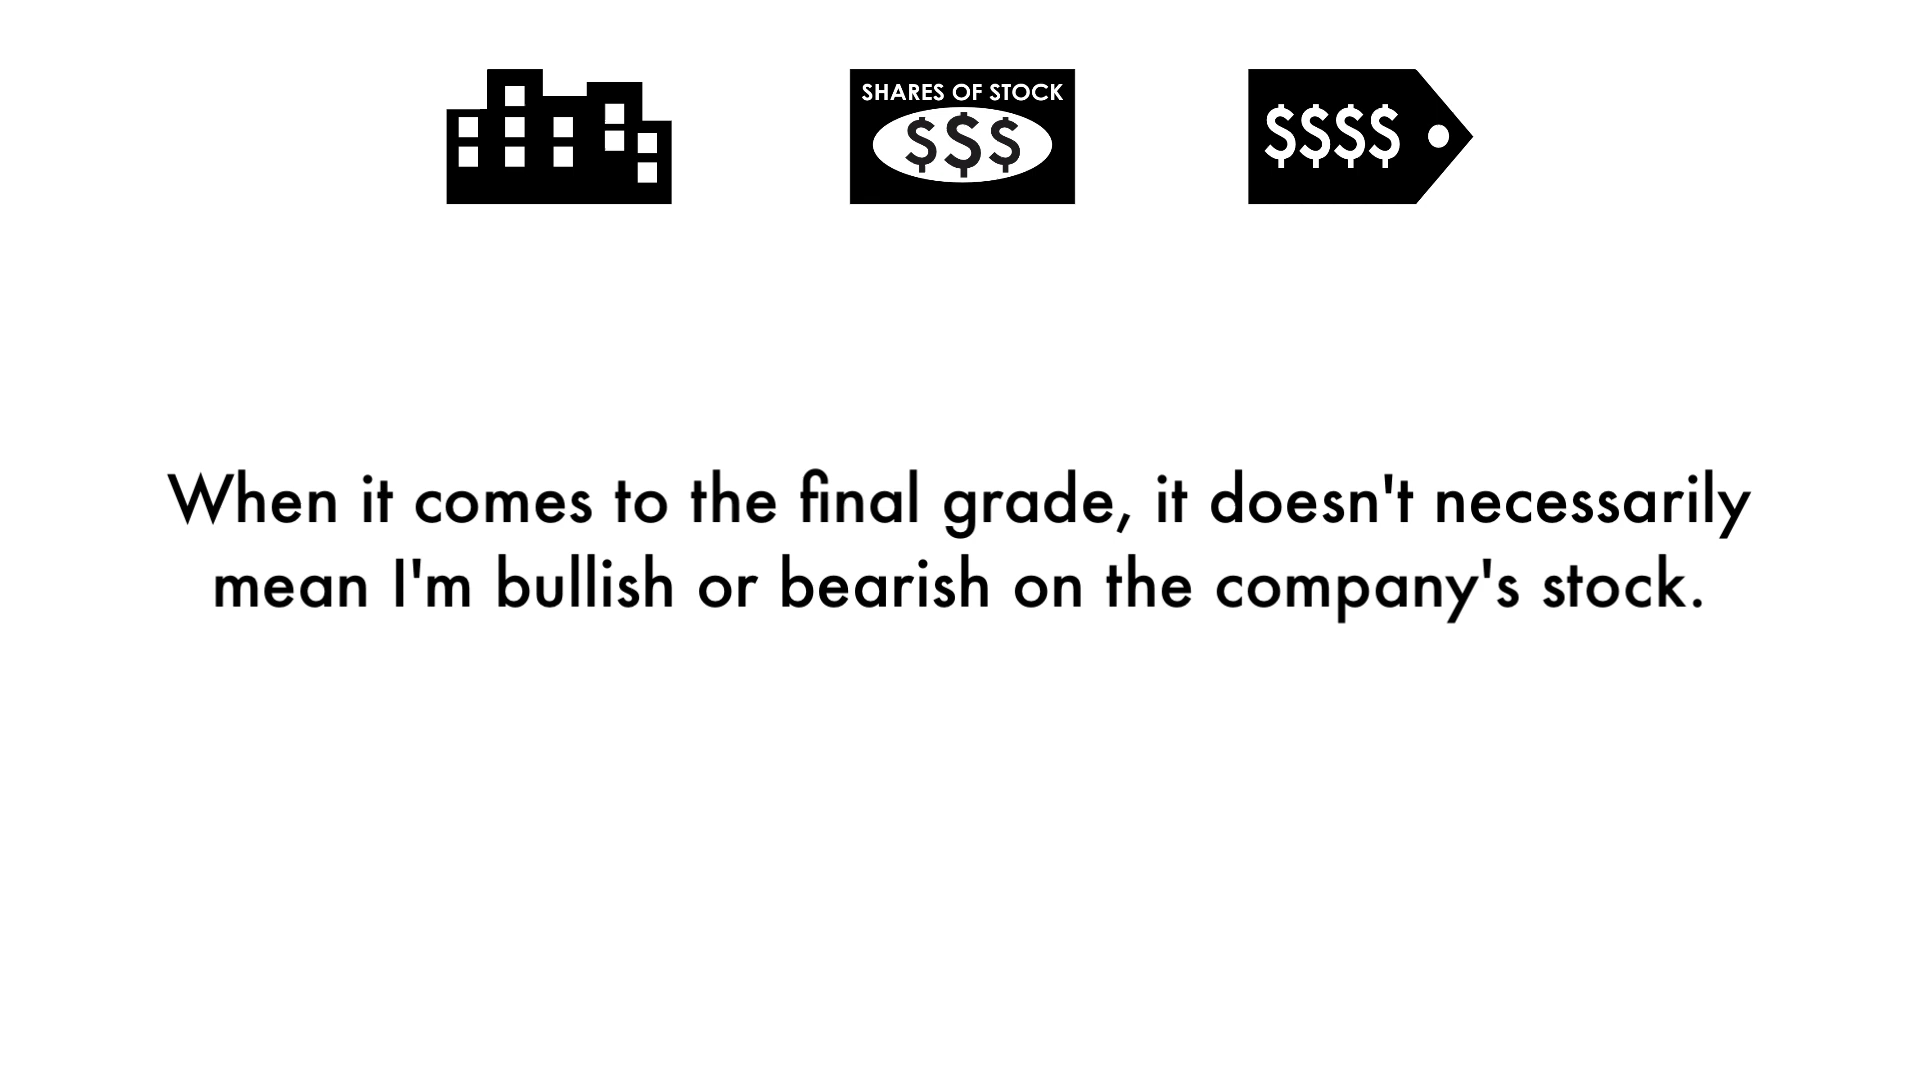 SHARES OF STOCK
$$$
$$$$
When it comes to the final grade, it doesn't necessarily
mean I'm bullish or bearish on the company's stock.